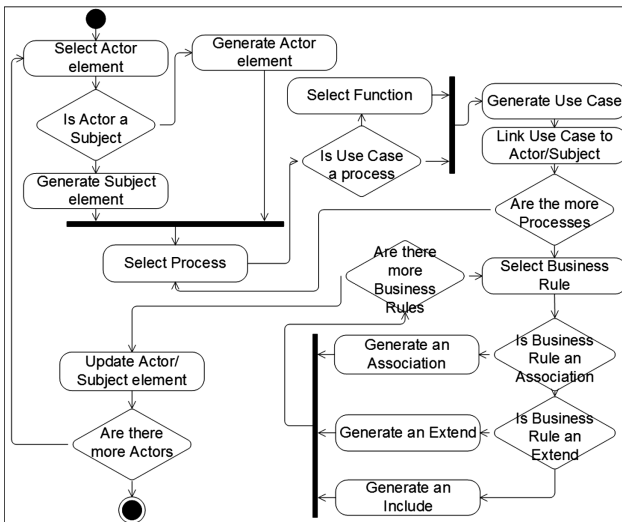 Select Actor
element
Generate Actor
element
Is Actor a
Subject
Generate Subject
element
Select Function
Is Use Case
a process
Generate Use Case
Link Use Case to
Actor/Subject
Are the more
Processes
Select Process
Are there
more
Business
Rules
Select Business
Rule
Is Business
Rule an
Association
Generate an
Association
Is Business
Rule an
Extend
Generate an Extend
Generate an
Include
Update Actor/
Subject element
Are there
more Actors